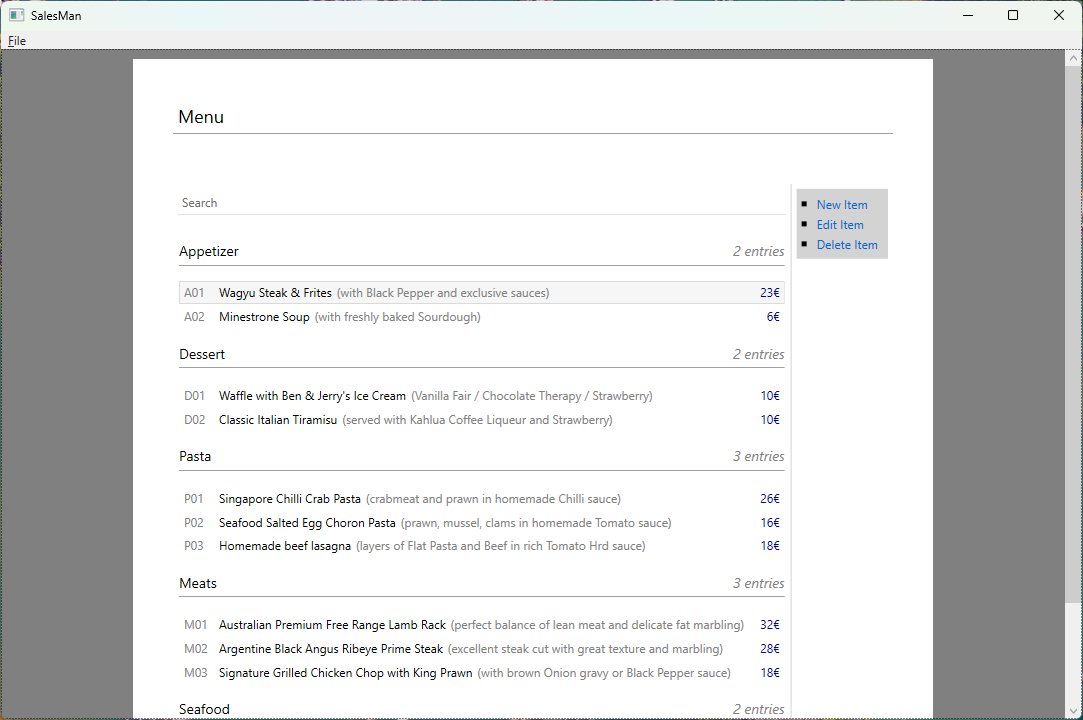 SalesMan
File
Menu
Search
New Item
Edit Item
Delete Item
Appetizer 2 entries
A01 Wagyu Steak & Frites (with Black Pepper and exclusive sauces) 23€
A02 Minestrone Soup (with freshly baked Sourdough) 6€
Dessert 2 entries
D01 Waffle with Ben & Jerry's Ice Cream (Vanilla Fair / Chocolate Therapy / Strawberry) 10€
D02 Classic Italian Tiramisu (served with Kahlua Coffee Liqueur and Strawberry) 10€
Pasta 3 entries
P01 Singapore Chilli Crab Pasta (crabmeat and prawn in homemade Chilli sauce) 26€
P02 Seafood Salted Egg Choron Pasta (prawn, mussel, clams in homemade Tomato sauce) 16€
P03 Homemade beef lasagna (layers of Flat Pasta and Beef in rich Tomato Hrd sauce) 18€
Meats 3 entries
M01 Australian Premium Free Range Lamb Rack (perfect balance of lean meat and delicate fat marbling) 32€
M02 Argentine Black Angus Ribeye Prime Steak (excellent steak cut with great texture and marbling) 28€
M03 Signature Grilled Chicken Chop with King Prawn (with brown Onion gravy or Black Pepper sauce) 18€
Seafood 2 entries